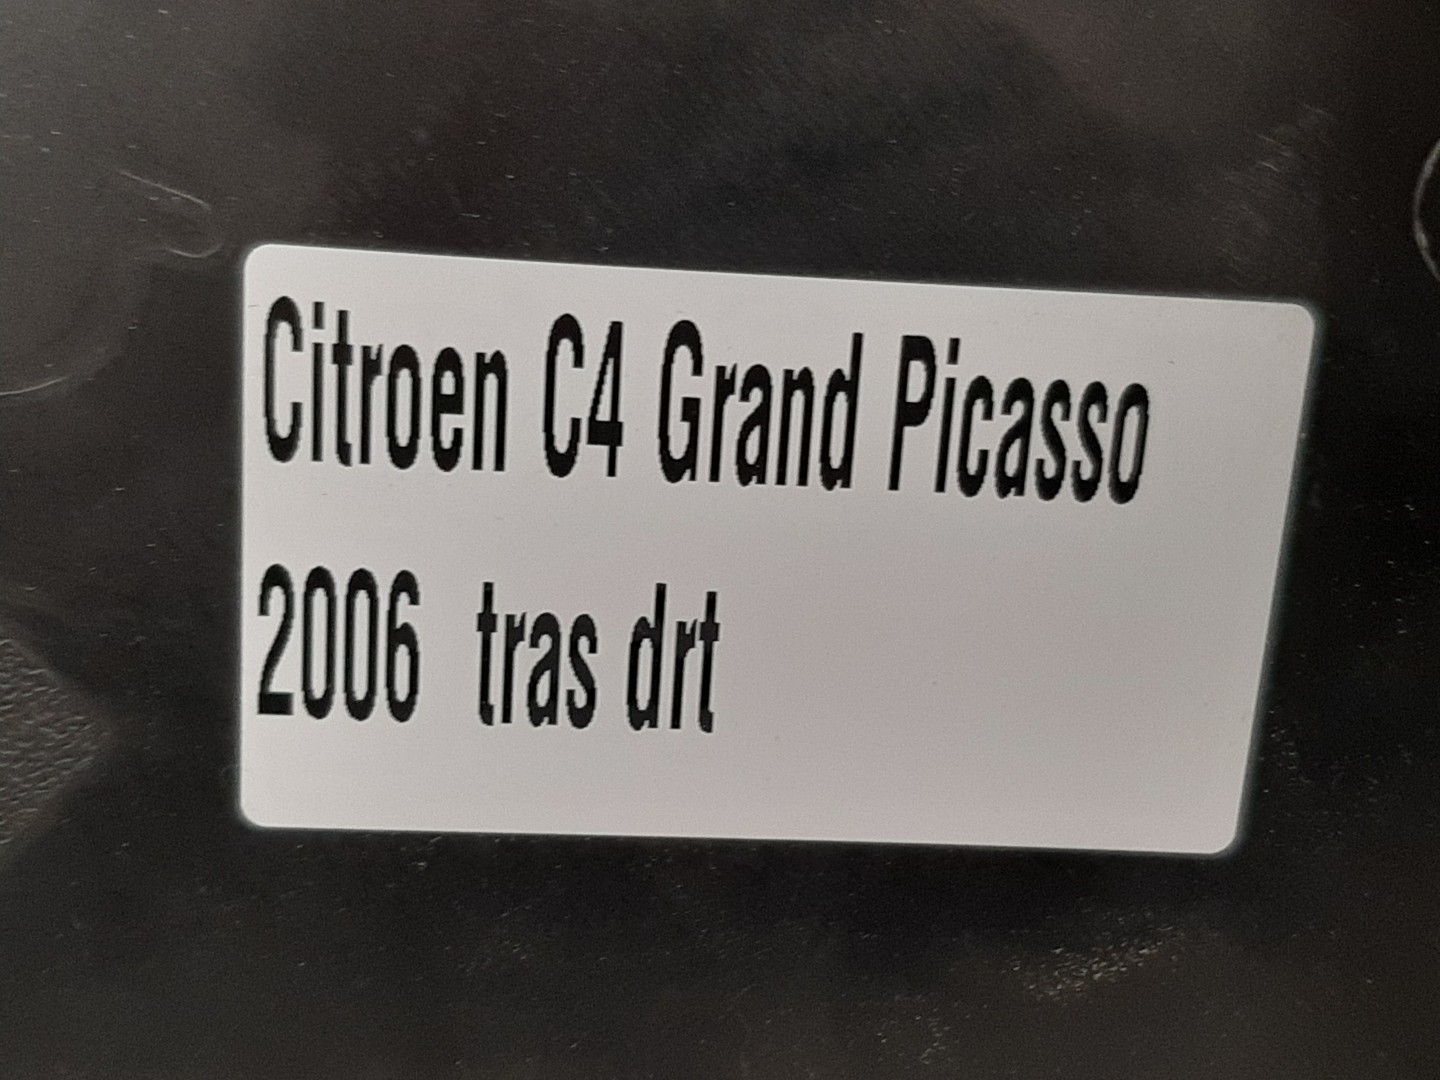 Citroen C4 Grand Picasso
2006 tras drt